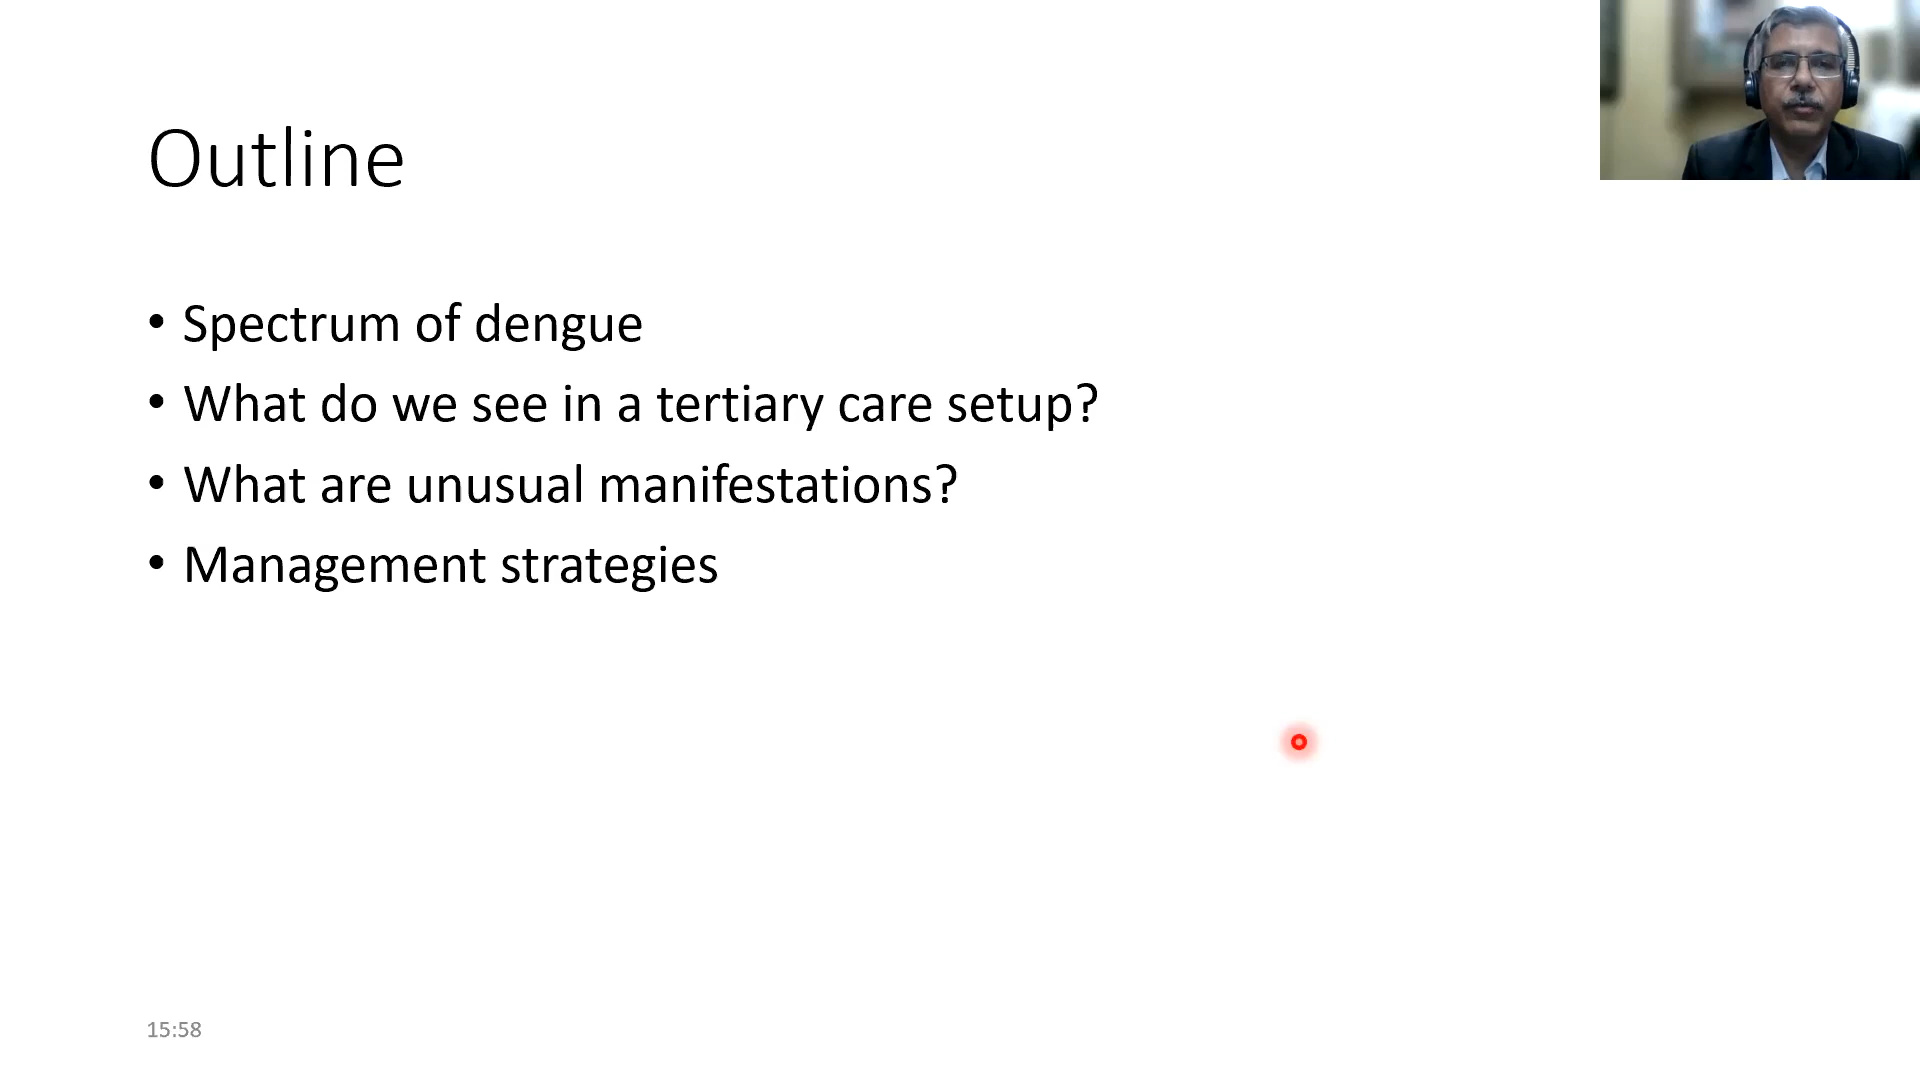 Outline
• Spectrum of dengue
• What do we see in a tertiary care setup?
• What are unusual manifestations?
• Management strategies
15:58